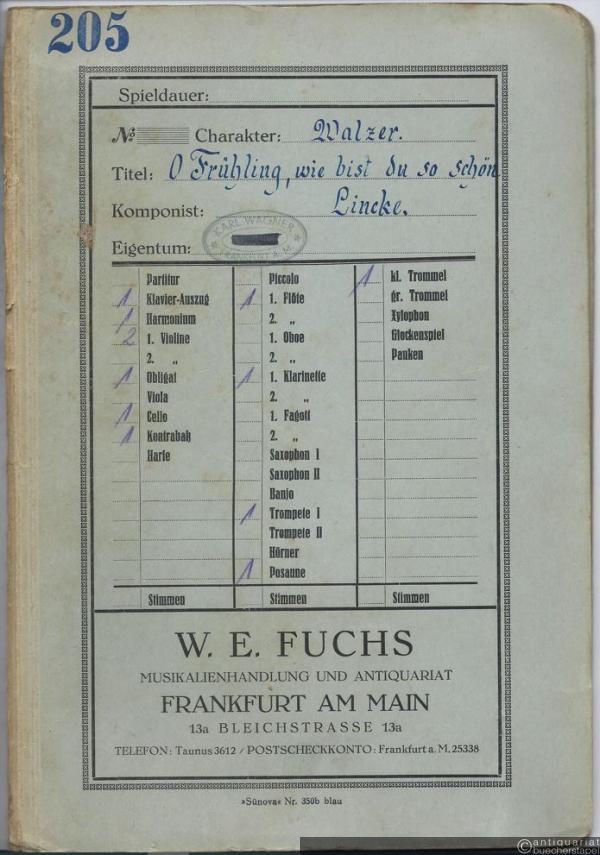 205
Spieldauer:
№ Charakter: Walzer.
Titel: O Frühling, wie bist du so schön
Komponist: Lincke.
KARL WAGNER
FRANKFURT A. M.
Eigentum:
Partitur
1 Klavier-Auszug
1 Harmonium
2 1. Violine
2. „
1 Obligat
Viola
1 Cello
1 Kontrabaß
Harfe
Stimmen
Piccolo
1 1. Flöte
2. „
1. Oboe
2. „
1 1. Klarinette
2. „
1. Fagott
2. „
Saxophon I
Saxophon II
Banjo
1 Trompete I
Trompete II
Hörner
1 Posaune
Stimmen
1 kl. Trommel
gr. Trommel
Xylophon
Glockenspiel
Pauken
Stimmen
W. E. FUCHS
MUSIKALIENHANDLUNG UND ANTIQUARIAT
FRANKFURT AM MAIN
13a BLEICHSTRASSE 13a
TELEFON: Taunus 3612 / POSTSCHECKKONTO: Frankfurt a. M. 25338
»Sünova« Nr. 350b blau
antiquariat
buecherstapel